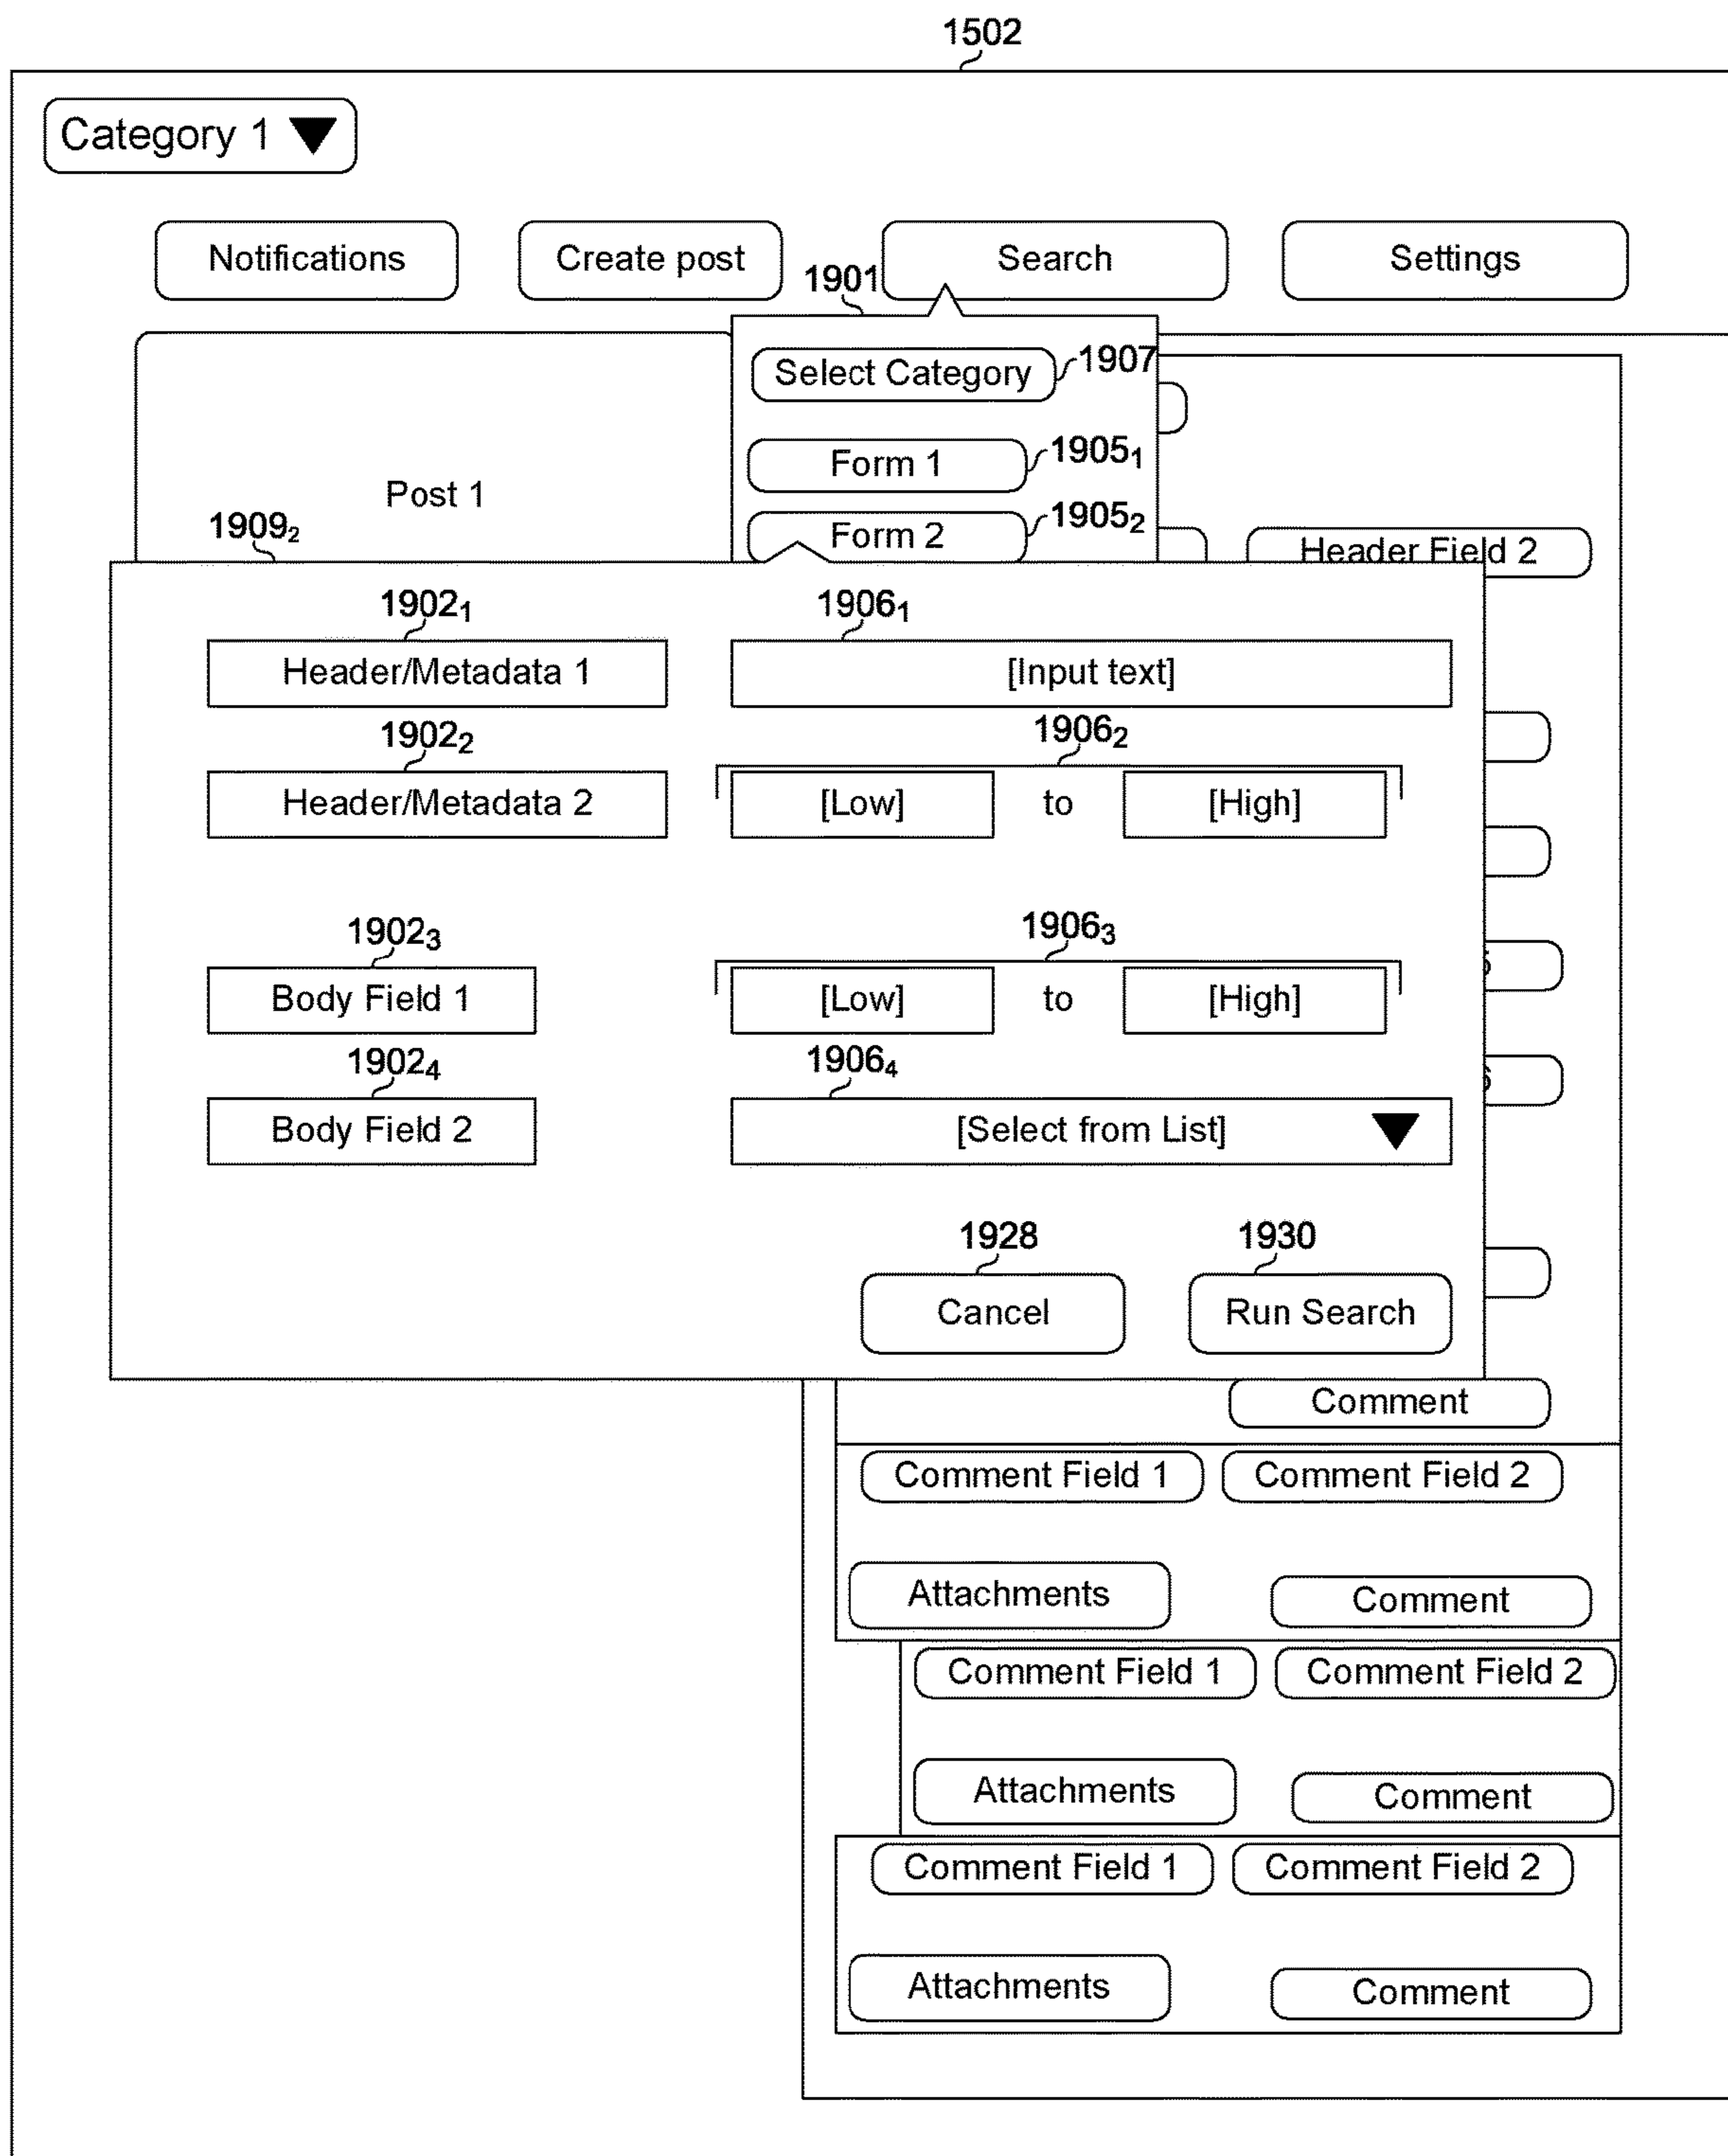 1502
Category 1
Notifications
Create post
Search
Settings
1901
Select Category
1907
Form 1
1905₁
Post 1
Form 2
1905₂
Header Field 2
1909₂
1902₁
1906₁
Header/Metadata 1
[Input text]
1902₂
1906₂
Header/Metadata 2
[Low]
to
[High]
1902₃
1906₃
Body Field 1
[Low]
to
[High]
1902₄
1906₄
Body Field 2
[Select from List]
1928
1930
Cancel
Run Search
Comment
Comment Field 1
Comment Field 2
Attachments
Comment
Comment Field 1
Comment Field 2
Attachments
Comment
Comment Field 1
Comment Field 2
Attachments
Comment